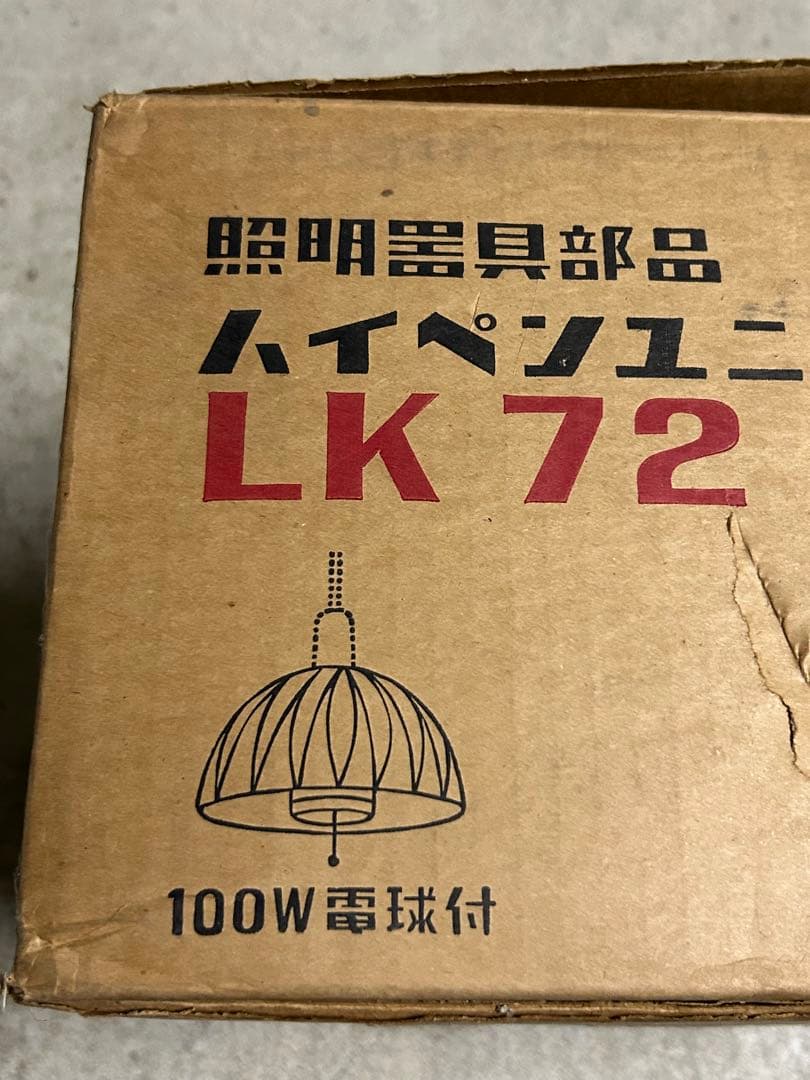 照明器具部品
ハイペンユニ
LK 72
100W電球付